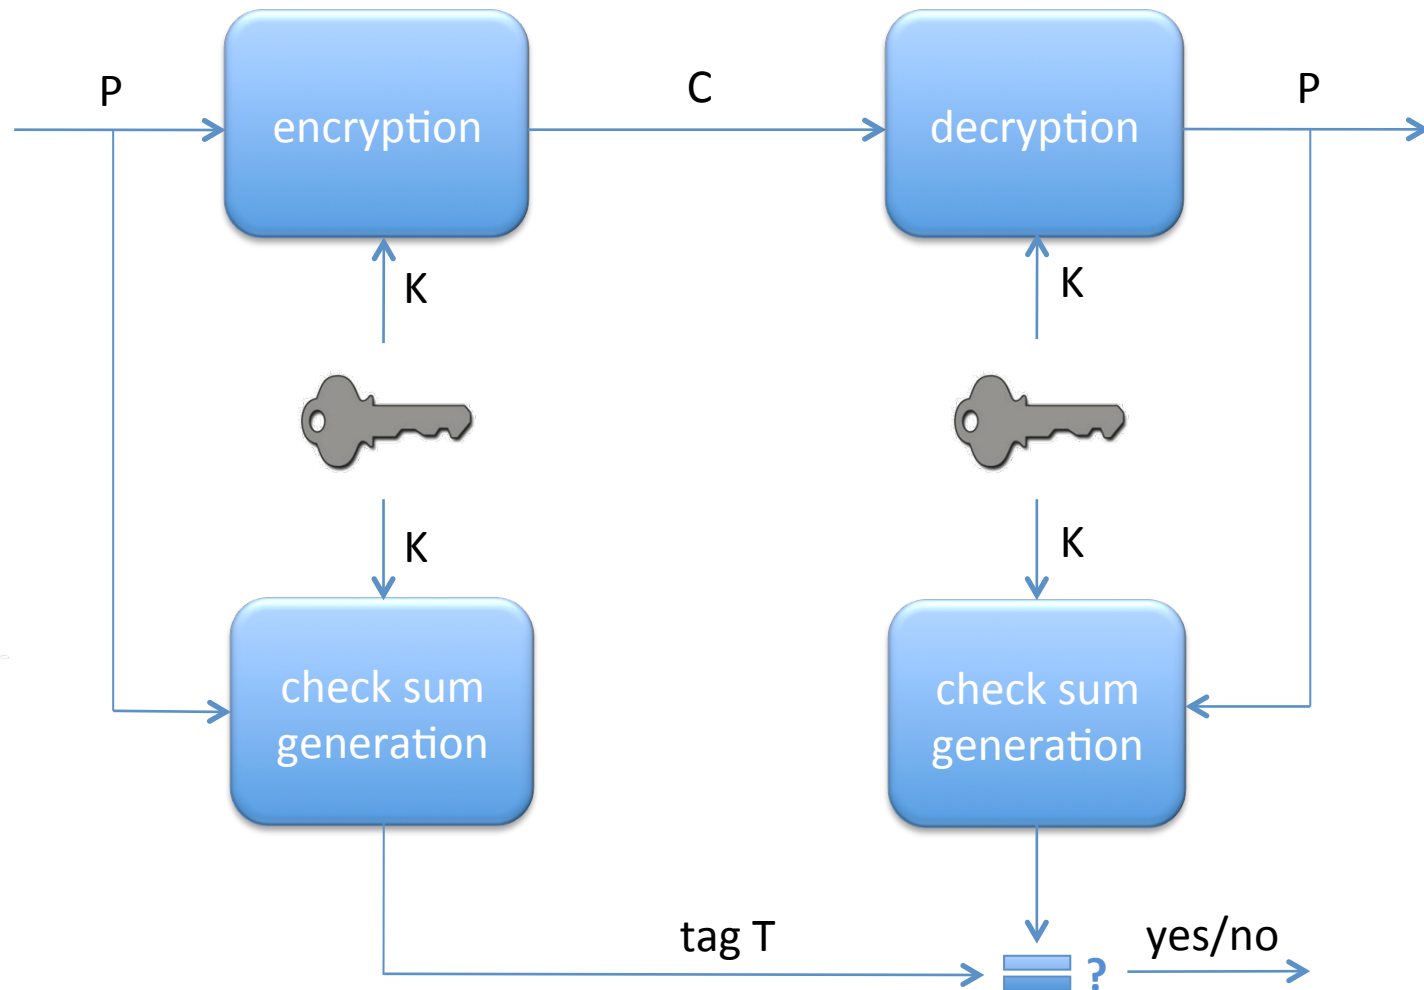 P
C
P
encryption
decryption
K
K
K
K
check sum
generation
check sum
generation
tag T
yes/no
?